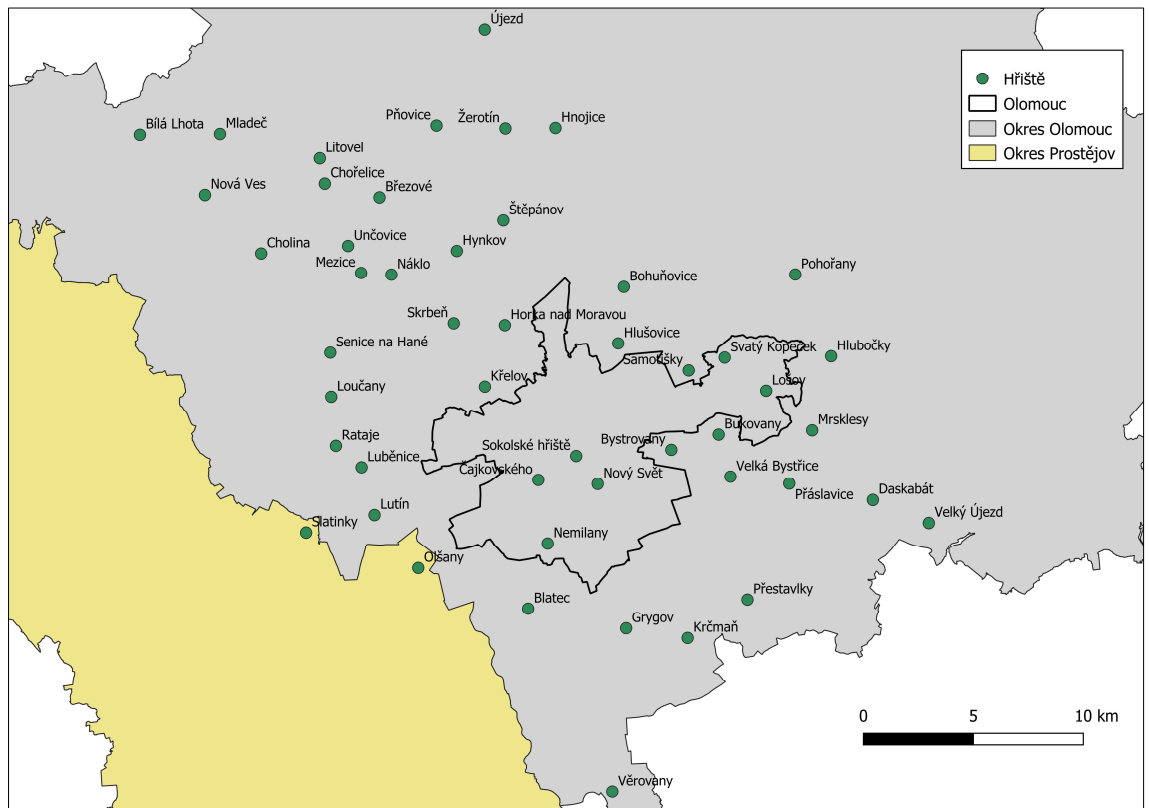 Újezd
Hřiště
Olomouc
Okres Olomouc
Okres Prostějov
Bílá Lhota
Mladeč
Pňovice
Žerotín
Hnojice
Litovel
Chořelice
Nová Ves
Březové
Štěpánov
Unčovice
Cholina
Hynkov
Mezice
Náklo
Pohořany
Bohuňovice
Skrbeň
Horka nad Moravou
Hlušovice
Senice na Hané
Svatý Kopeček
Hlubočky
Samotišky
Křelov
Loučany
Lošov
Mrsklesy
Bukovany
Rataje
Sokolské hřiště
Bystrovany
Luběnice
Čajkovského
Nový Svět
Velká Bystřice
Přáslavice
Daskabát
Lutín
Velký Újezd
Slatinky
Nemilany
Olšany
Blatec
Přestavlky
Grygov
Krčmaň
0 5 10 km
Věrovany